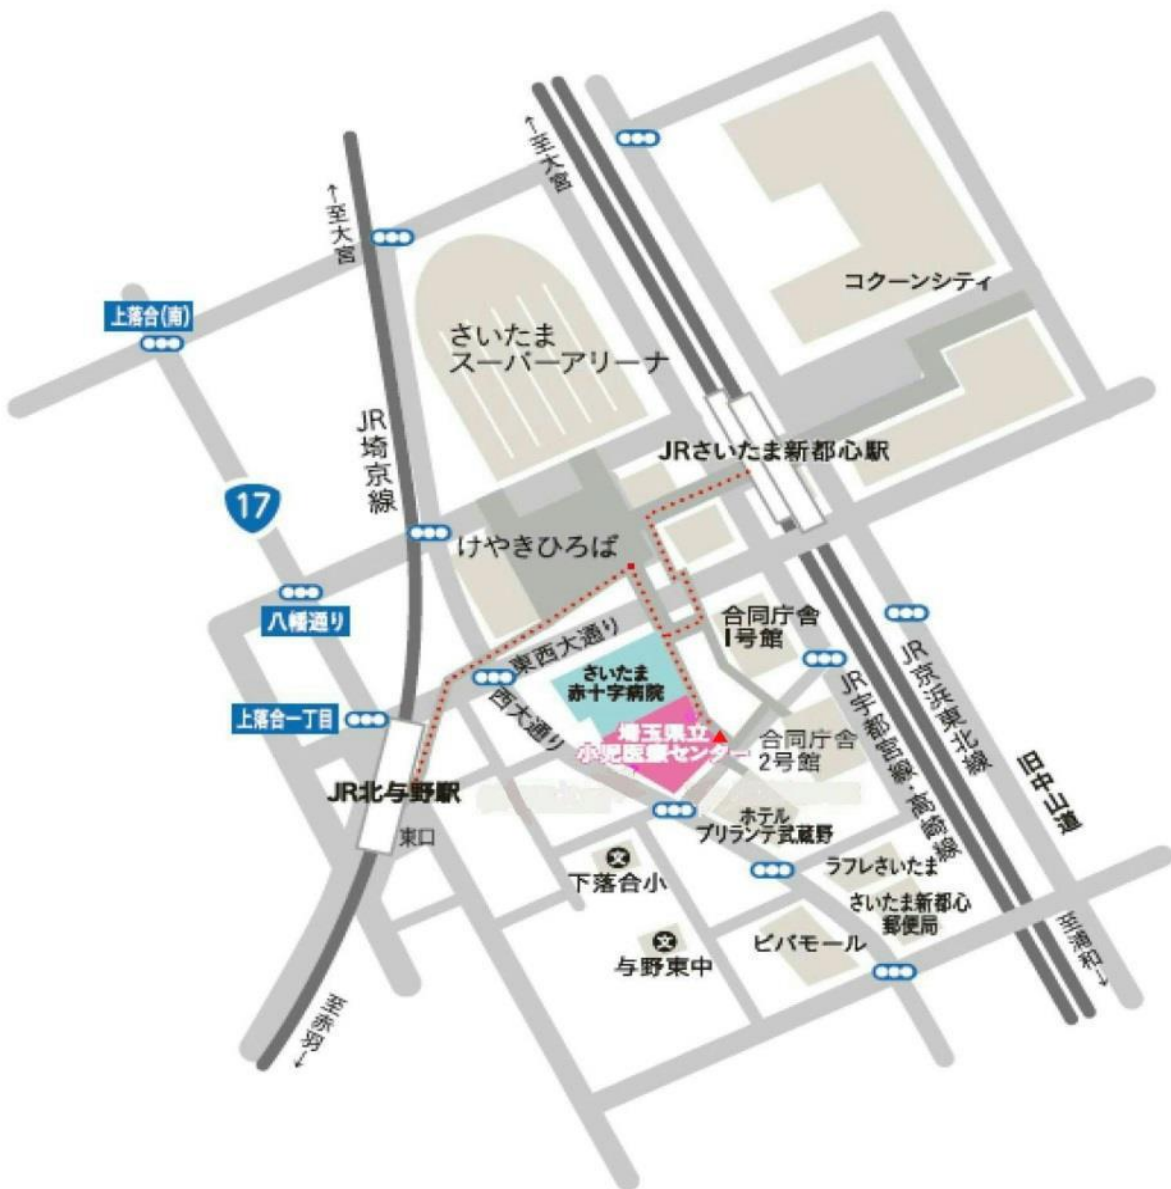 ←至大宮
←至大宮
コクーンシティ
上落合(南)
さいたま
スーパーアリーナ
JR埼京線
JRさいたま新都心駅
17
けやきひろば
八幡通り
合同庁舎
1号館
東西大通り
さいたま
赤十字病院
西大通り
上落合一丁目
埼玉県立
小児医療センター
合同庁舎
2号館
JR京浜東北線
JR宇都宮線・高崎線
旧中山道
JR北与野駅
東口
ホテル
ブリランテ武蔵野
文
下落合小
ラフレさいたま
さいたま新都心
郵便局
文
与野東中
ビバモール
至浦和→
至赤羽→